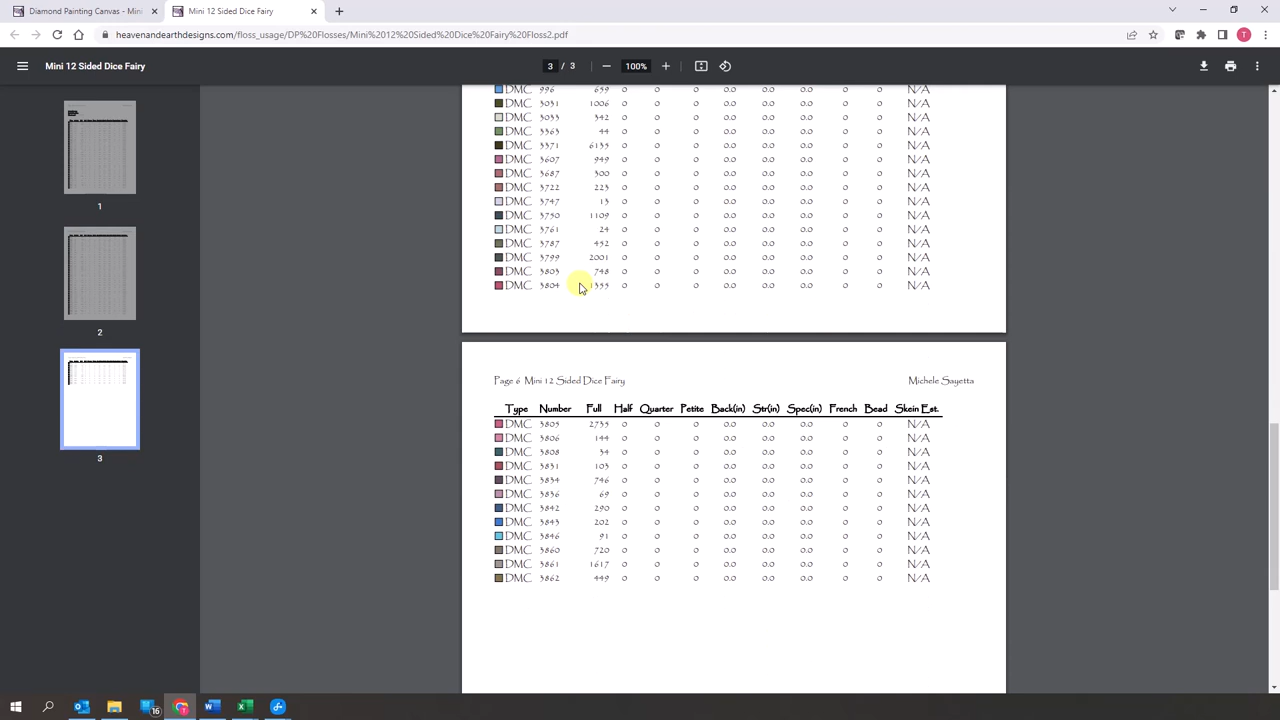 Diamond Painting Canvas - Mini
Mini 12 Sided Dice Fairy
heavenandearthdesigns.com/floss_usage/DP%20Flosses/Mini%2012%20Sided%20Dice%20Fairy%20Floss2.pdf
T
Mini 12 Sided Dice Fairy
3 / 3
100%
1
2
3
DMC 996 659 0 0 0 0.0 0.0 0.0 0 0 N/A
DMC 3031 1006 0 0 0 0.0 0.0 0.0 0 0 N/A
DMC 3033 342 0 0 0 0.0 0.0 0.0 0 0 N/A
DMC 3363 44 0 0 0 0.0 0.0 0.0 0 0 N/A
DMC 3371 6135 0 0 0 0.0 0.0 0.0 0 0 N/A
DMC 3607 949 0 0 0 0.0 0.0 0.0 0 0 N/A
DMC 3687 300 0 0 0 0.0 0.0 0.0 0 0 N/A
DMC 3722 223 0 0 0 0.0 0.0 0.0 0 0 N/A
DMC 3747 13 0 0 0 0.0 0.0 0.0 0 0 N/A
DMC 3750 1109 0 0 0 0.0 0.0 0.0 0 0 N/A
DMC 3761 24 0 0 0 0.0 0.0 0.0 0 0 N/A
DMC 3787 452 0 0 0 0.0 0.0 0.0 0 0 N/A
DMC 3799 2001 0 0 0 0.0 0.0 0.0 0 0 N/A
DMC 3803 748 0 0 0 0.0 0.0 0.0 0 0 N/A
DMC 3804 1355 0 0 0 0.0 0.0 0.0 0 0 N/A
Page 6 Mini 12 Sided Dice Fairy Michele Sayetta
Type Number Full Half Quarter Petite Back(in) Str(in) Spec(in) French Bead Skein Est.
DMC 3805 2735 0 0 0 0.0 0.0 0.0 0 0 N/A
DMC 3806 144 0 0 0 0.0 0.0 0.0 0 0 N/A
DMC 3808 34 0 0 0 0.0 0.0 0.0 0 0 N/A
DMC 3831 103 0 0 0 0.0 0.0 0.0 0 0 N/A
DMC 3834 746 0 0 0 0.0 0.0 0.0 0 0 N/A
DMC 3836 69 0 0 0 0.0 0.0 0.0 0 0 N/A
DMC 3842 290 0 0 0 0.0 0.0 0.0 0 0 N/A
DMC 3843 202 0 0 0 0.0 0.0 0.0 0 0 N/A
DMC 3846 91 0 0 0 0.0 0.0 0.0 0 0 N/A
DMC 3860 720 0 0 0 0.0 0.0 0.0 0 0 N/A
DMC 3861 1617 0 0 0 0.0 0.0 0.0 0 0 N/A
DMC 3862 449 0 0 0 0.0 0.0 0.0 0 0 N/A
16